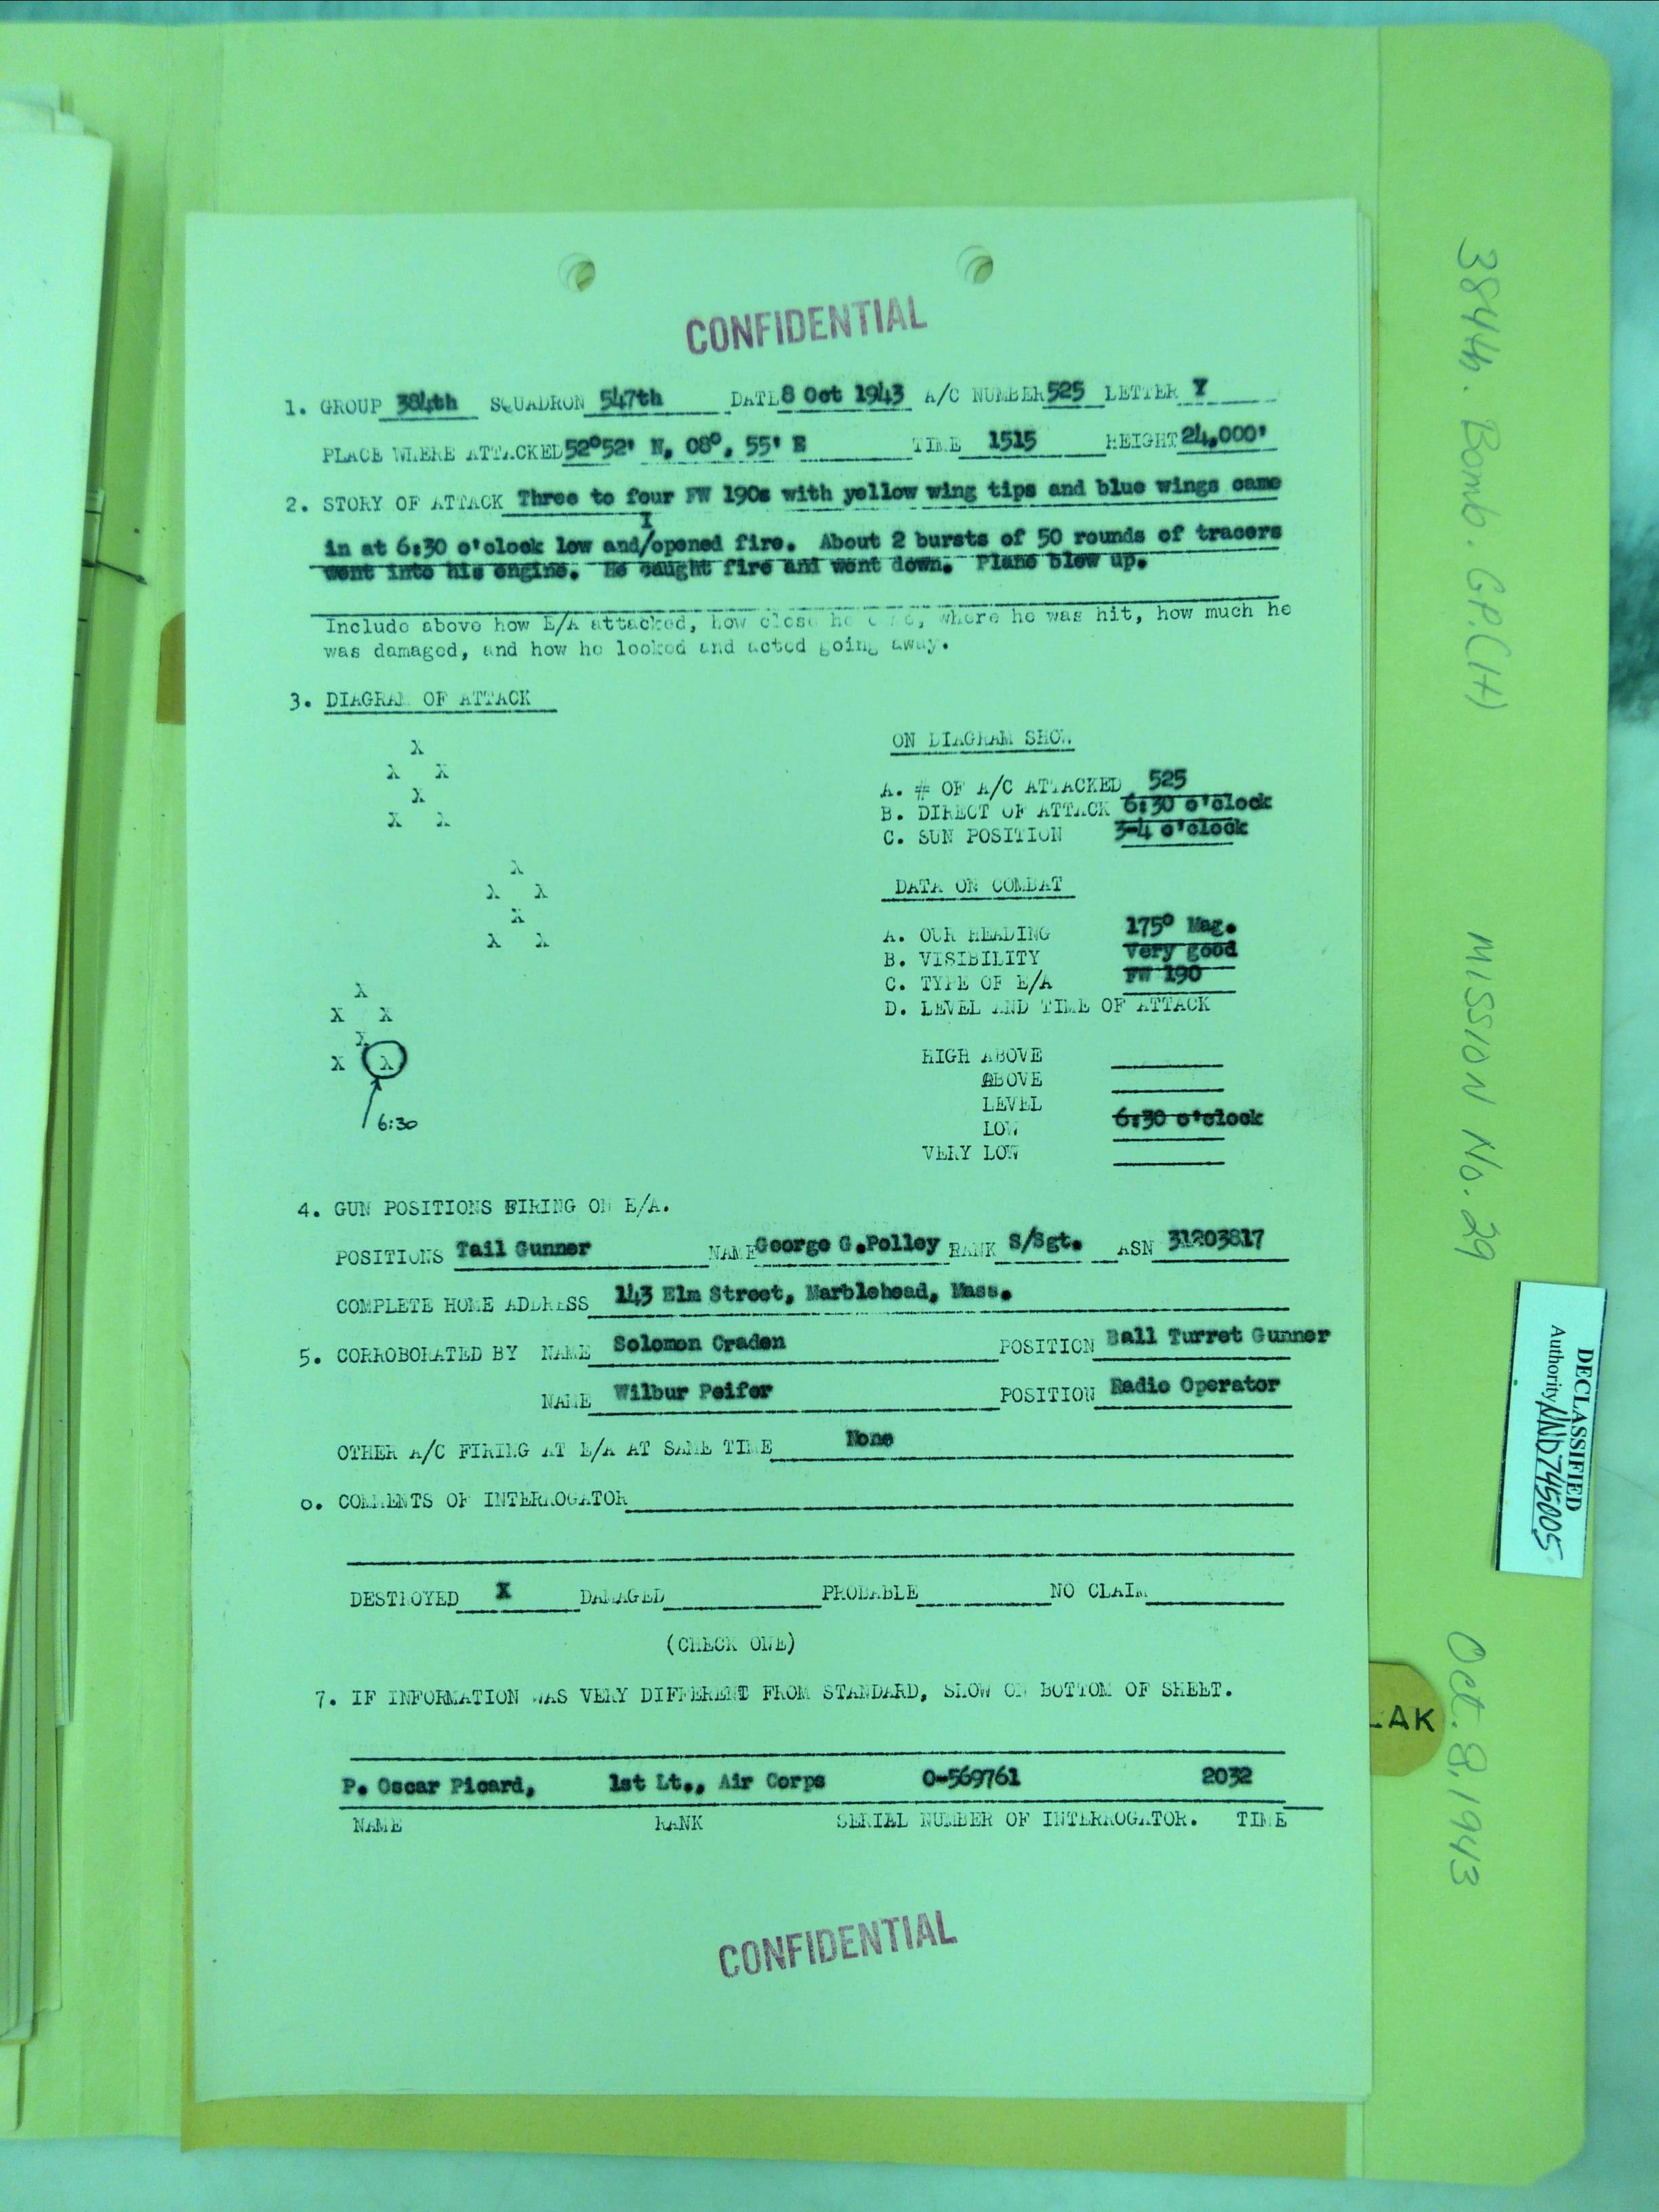 CONFIDENTIAL
1. GROUP 384th SQUADRON 547th DATE 8 Oct 1943 A/C NUMBER 525 LETTER Y
PLACE WHERE ATTACKED 52°52' N, 08°, 55' E TIME 1515 HEIGHT 24,000'
2. STORY OF ATTACK Three to four FW 190s with yellow wing tips and blue wings came
I
in at 6:30 o'clock low and/opened fire. About 2 bursts of 50 rounds of tracers
went into his engine. He caught fire and went down. Plane blew up.
Include above how E/A attacked, how close he came, where he was hit, how much he
was damaged, and how he looked and acted going away.
3. DIAGRAM OF ATTACK
X
X X
X
X X
X
X X
X
X X
X
X X
X
X X
6:30
ON DIAGRAM SHOW
A. # OF A/C ATTACKED 525
B. DIRECT OF ATTACK 6:30 o'clock
C. SUN POSITION 3-4 o'clock
DATA ON COMBAT
A. OUR HEADING 175° Mag.
B. VISIBILITY Very good
C. TYPE OF E/A FW 190
D. LEVEL AND TIME OF ATTACK
HIGH ABOVE
ABOVE
LEVEL
LOW 6:30 o'clock
VERY LOW
4. GUN POSITIONS FIRING ON E/A.
POSITIONS Tail Gunner NAME George G.Polley RANK S/Sgt. ASN 31203817
COMPLETE HOME ADDRESS 143 Elm Street, Marblehead, Mass.
5. CORROBORATED BY NAME Solomon Craden POSITION Ball Turret Gunner
NAME Wilbur Peifer POSITION Radio Operator
OTHER A/C FIRING AT E/A AT SAME TIME None
6. COMMENTS OF INTERROGATOR
DESTROYED X DAMAGED PROBABLE NO CLAIM
(CHECK ONE)
7. IF INFORMATION WAS VERY DIFFERENT FROM STANDARD, SHOW ON BOTTOM OF SHEET.
P. Oscar Picard, 1st Lt., Air Corps 0-569761 2032
NAME RANK SERIAL NUMBER OF INTERROGATOR. TIME
CONFIDENTIAL
384th. Bomb. GP.(H) MISSION No. 29 Oct. 8, 1943
DECLASSIFIED
Authority NND745005
LAK